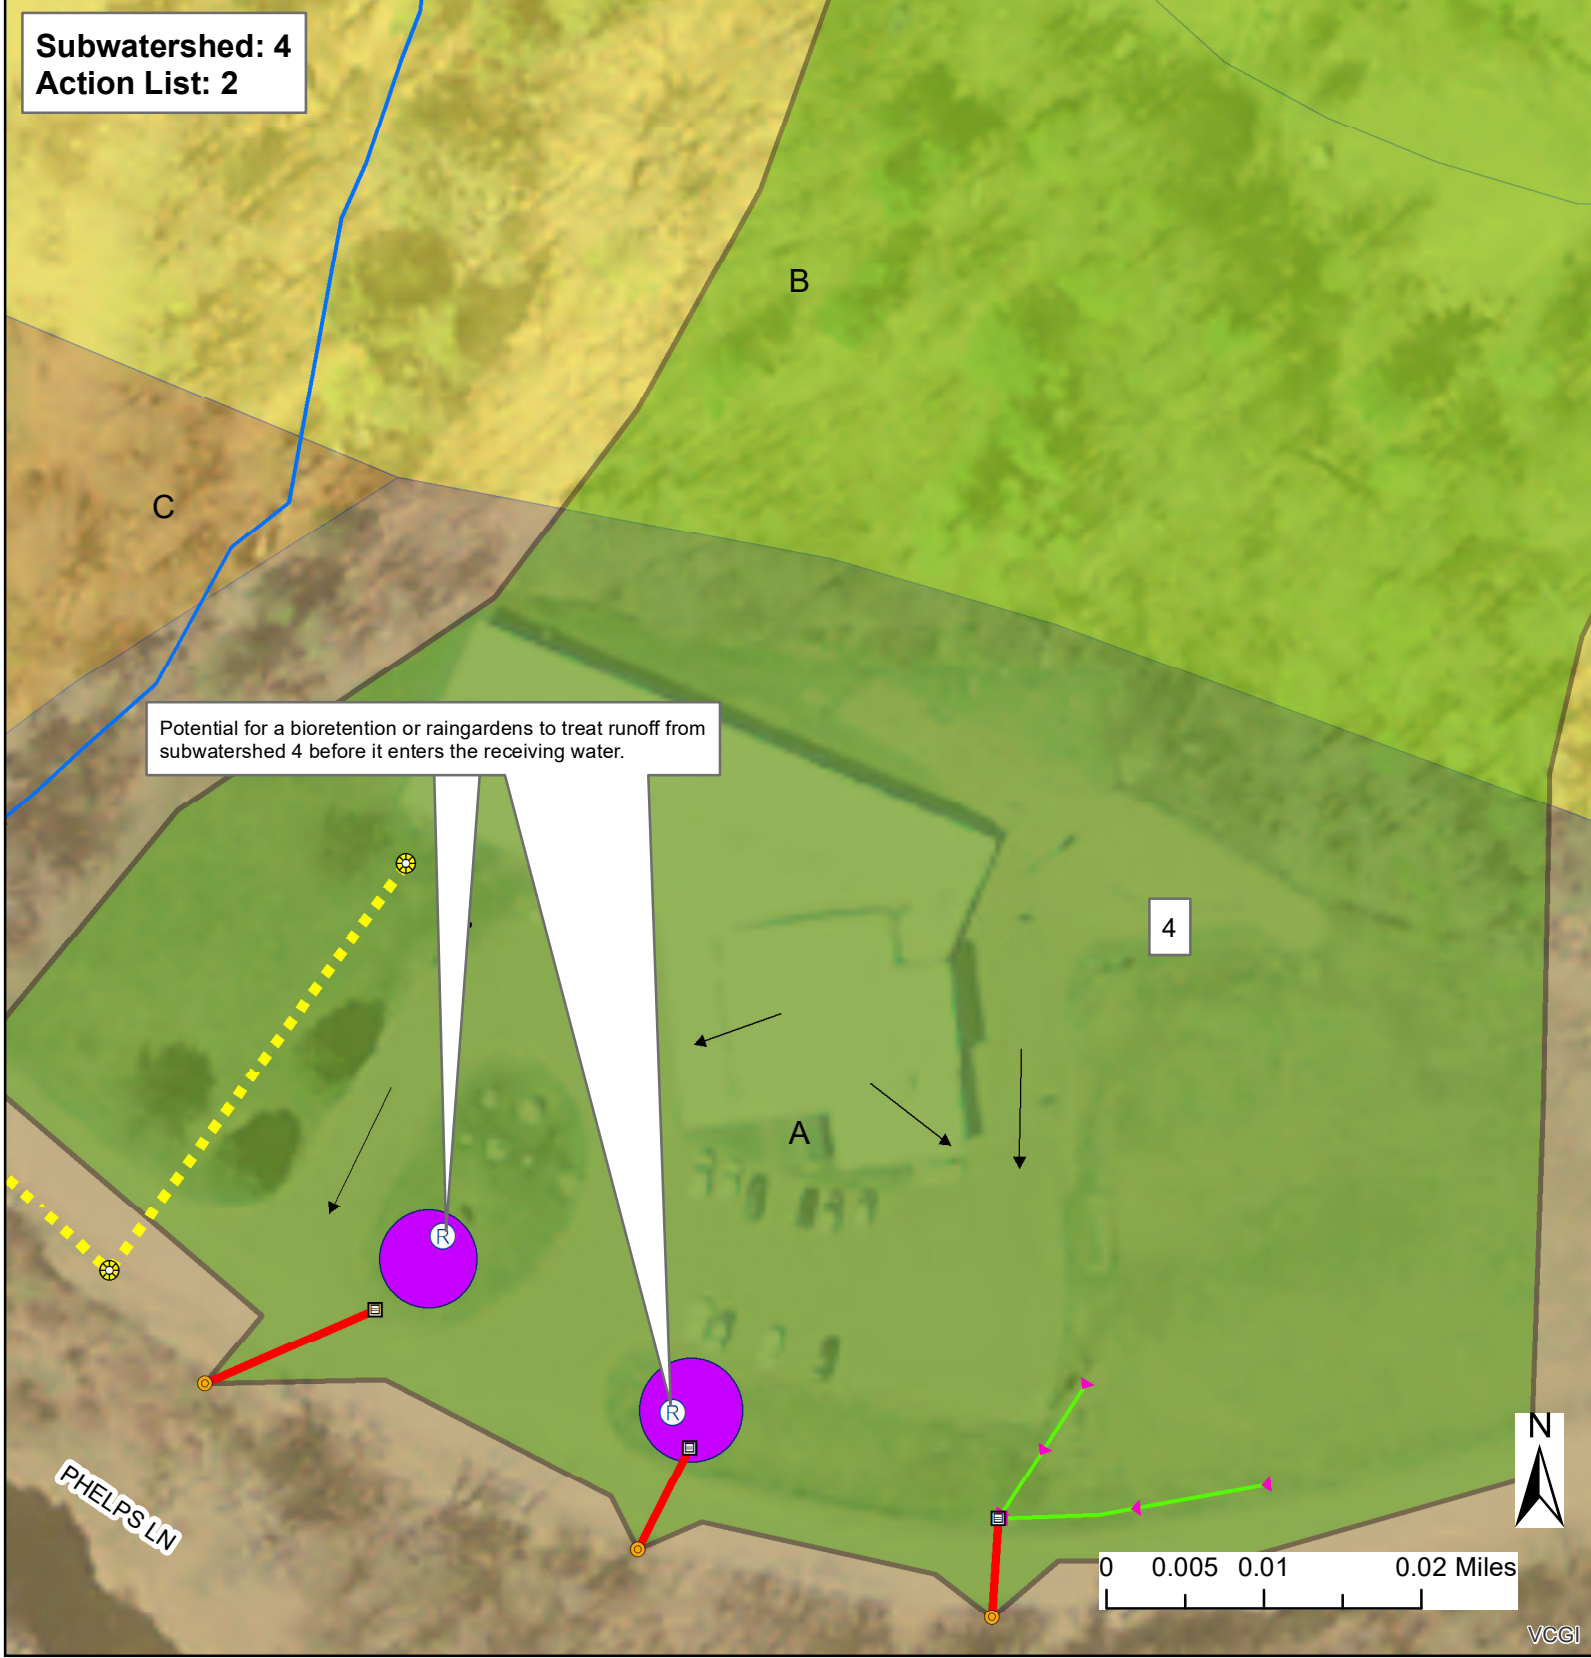 Subwatershed: 4
Action List: 2
B
C
Potential for a bioretention or raingardens to treat runoff from
subwatershed 4 before it enters the receiving water.
4
A
R
R
PHELPS LN
N
0 0.005 0.01 0.02 Miles
VCGI